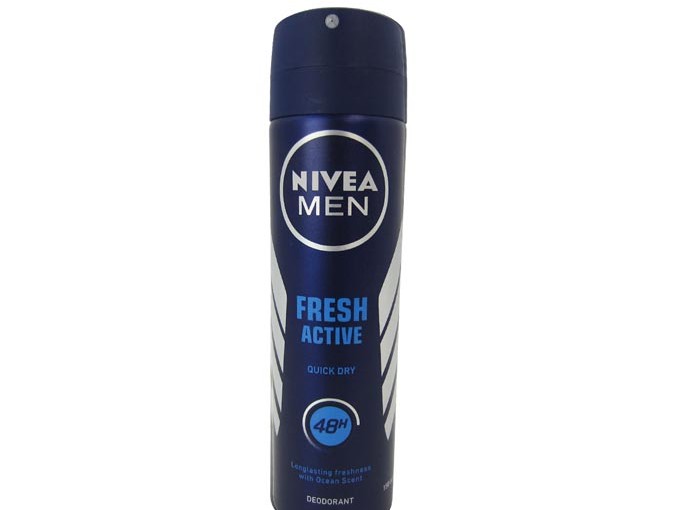 NIVEA
MEN
FRESH
ACTIVE
QUICK DRY
48H
Longlasting freshness
with Ocean Scent
DEODORANT